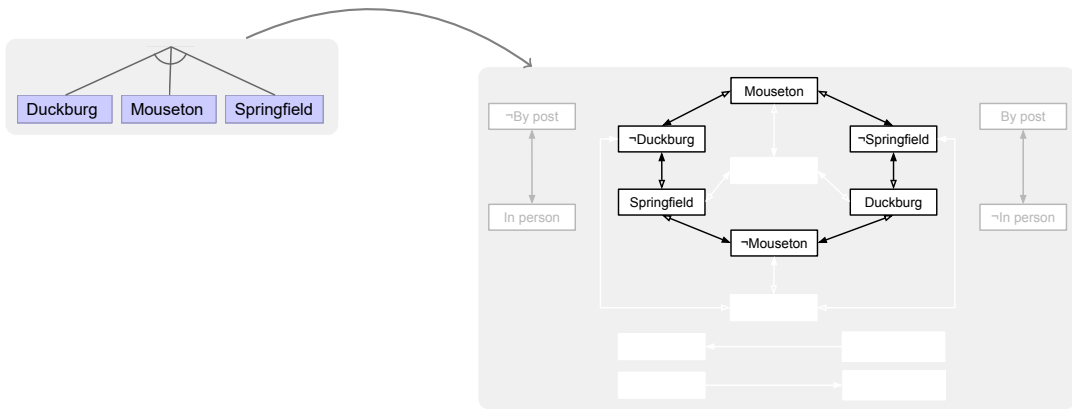 Duckburg
Mouseton
Springfield
Mouseton
¬By post
By post
¬Duckburg
¬Springfield
Springfield
Duckburg
In person
¬In person
¬Mouseton